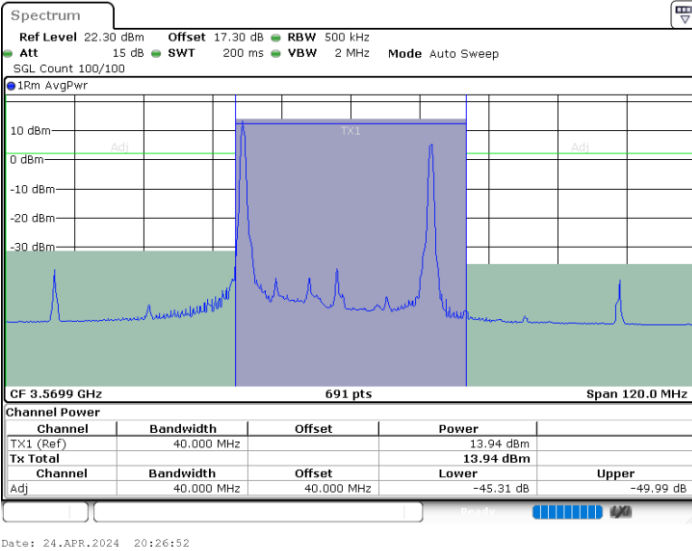 Spectrum
Ref Level 22.30 dBm Offset 17.30 dB RBW 500 kHz
Att 15 dB SWT 200 ms VBW 2 MHz Mode Auto Sweep
SGL Count 100/100
1Rm AvgPwr
10 dBm
TX1
Adj Adj
0 dBm
-10 dBm
-20 dBm
-30 dBm
CF 3.5699 GHz 691 pts Span 120.0 MHz
Channel Power
Channel Bandwidth Offset Power
TX1 (Ref) 40.000 MHz 13.94 dBm
Tx Total 13.94 dBm
Channel Bandwidth Offset Lower Upper
Adj 40.000 MHz 40.000 MHz -45.31 dB -49.99 dB
Ready
Date: 24.APR.2024 20:26:52